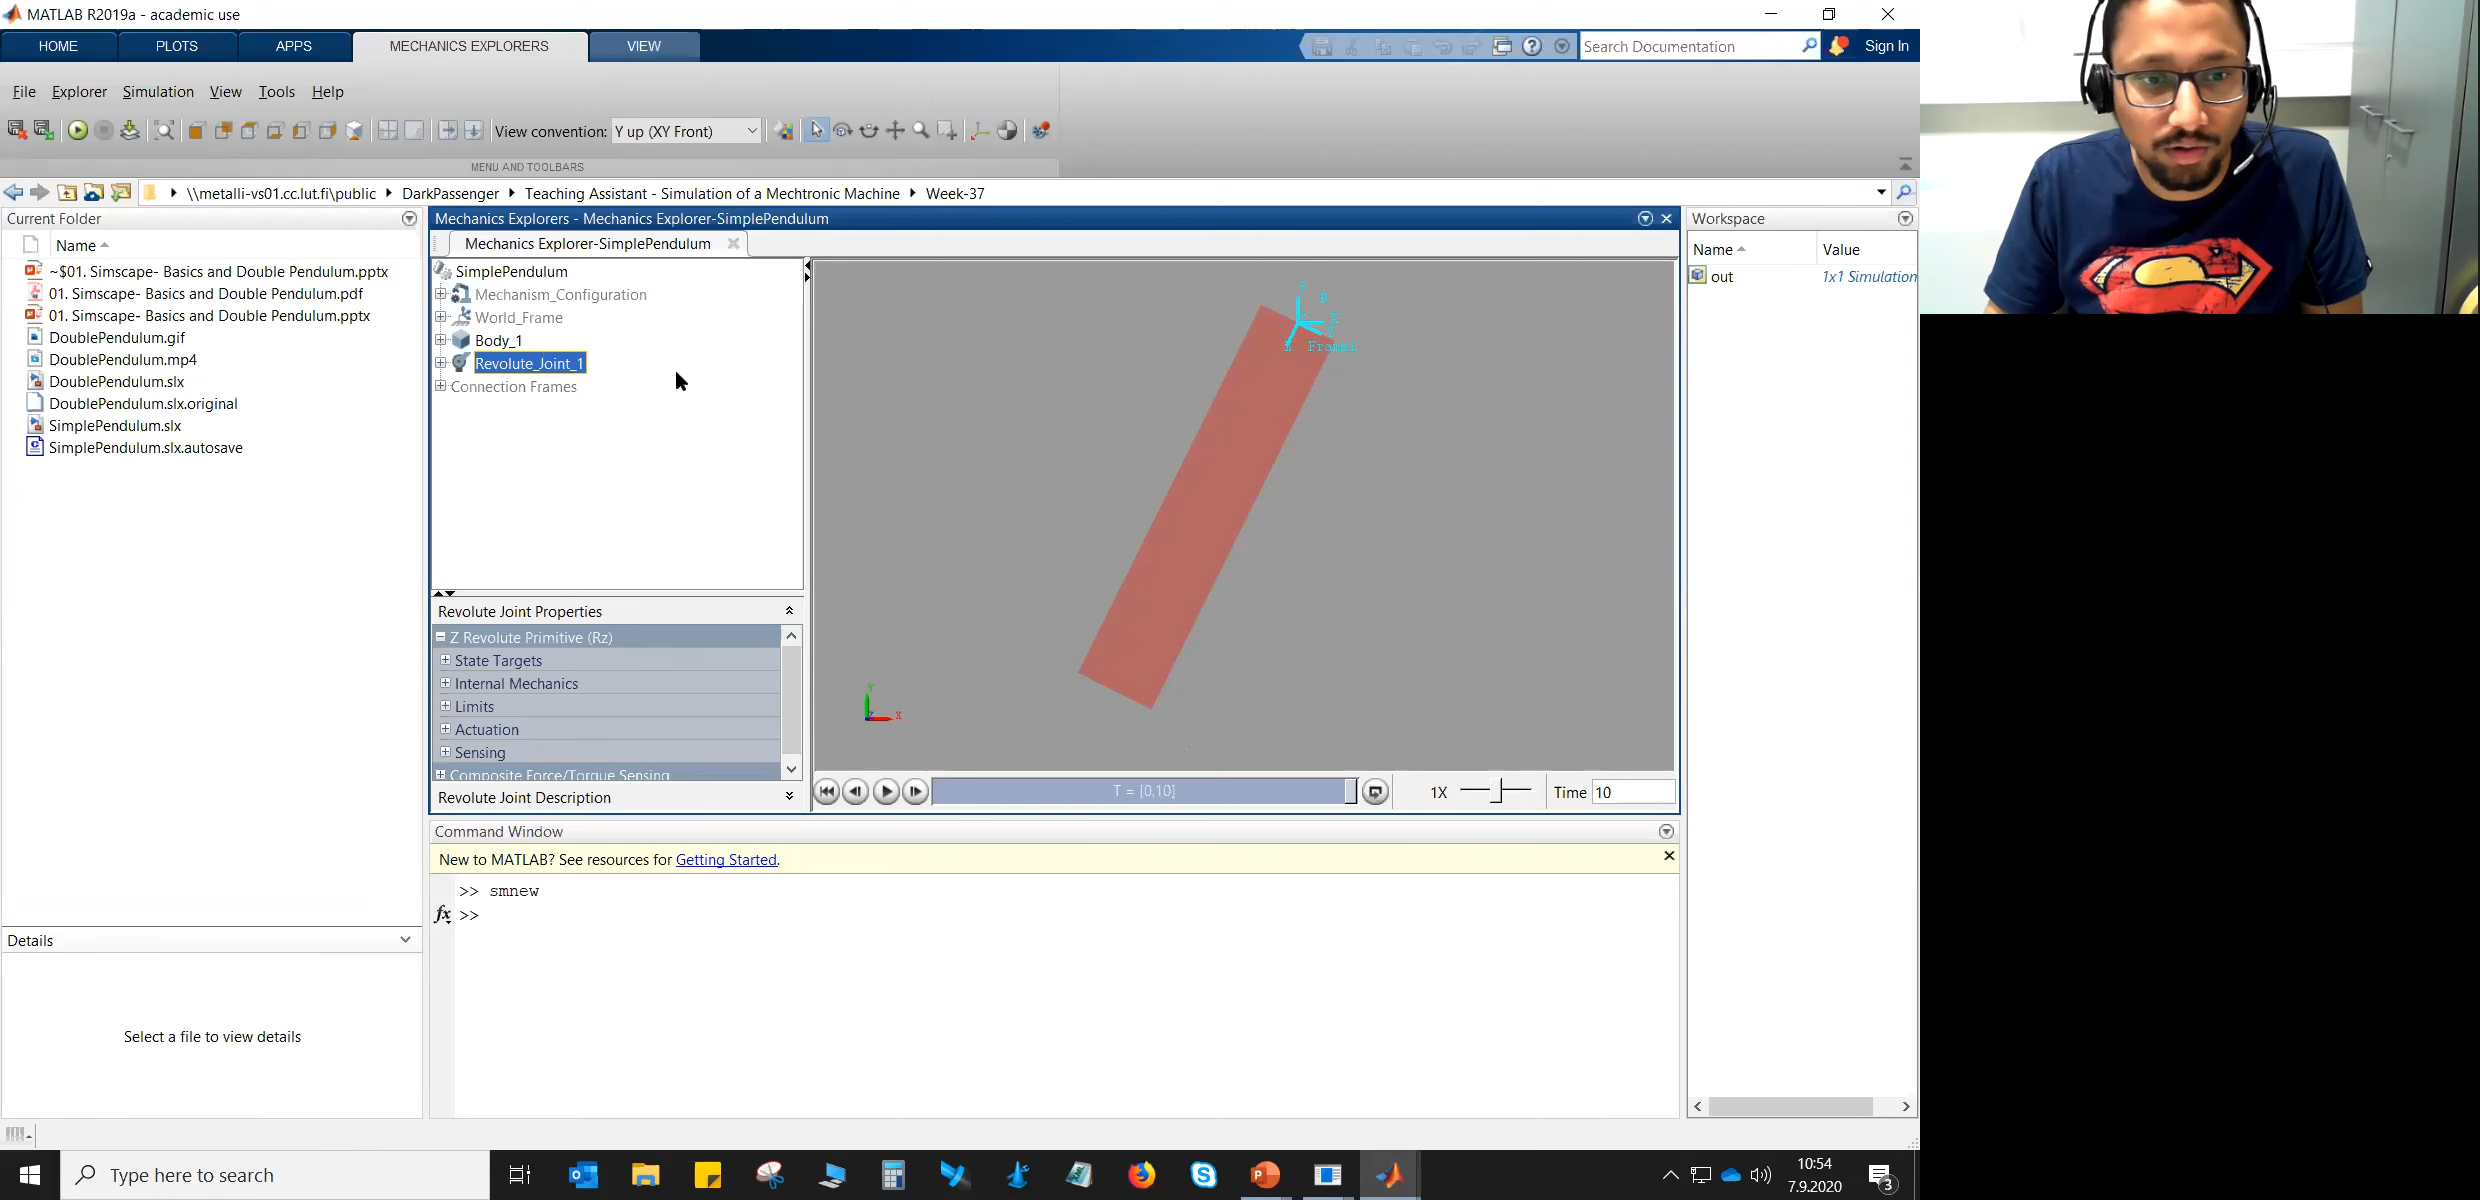 MATLAB R2019a - academic use
HOME PLOTS APPS MECHANICS EXPLORERS VIEW
Search Documentation Sign In
File Explorer Simulation View Tools Help
View convention: Y up (XY Front)
MENU AND TOOLBARS
\\metalli-vs01.cc.lut.fi\public DarkPassenger Teaching Assistant - Simulation of a Mechtronic Machine Week-37
Current Folder
Name
~$01. Simscape- Basics and Double Pendulum.pptx
01. Simscape- Basics and Double Pendulum.pdf
01. Simscape- Basics and Double Pendulum.pptx
DoublePendulum.gif
DoublePendulum.mp4
DoublePendulum.slx
DoublePendulum.slx.original
SimplePendulum.slx
SimplePendulum.slx.autosave
Details
Select a file to view details
Mechanics Explorers - Mechanics Explorer-SimplePendulum
Mechanics Explorer-SimplePendulum
SimplePendulum
Mechanism_Configuration
World_Frame
Body_1
Revolute_Joint_1
Connection Frames
Revolute Joint Properties
Z Revolute Primitive (Rz)
State Targets
Internal Mechanics
Limits
Actuation
Sensing
Composite Force/Torque Sensing
Revolute Joint Description
B
Frame1
Y
X
T = [0,10]
1X
Time 10
Command Window
New to MATLAB? See resources for Getting Started.
>> smnew
fx >>
Workspace
Name Value
out 1x1 Simulation
Type here to search
10:54
7.9.2020
3